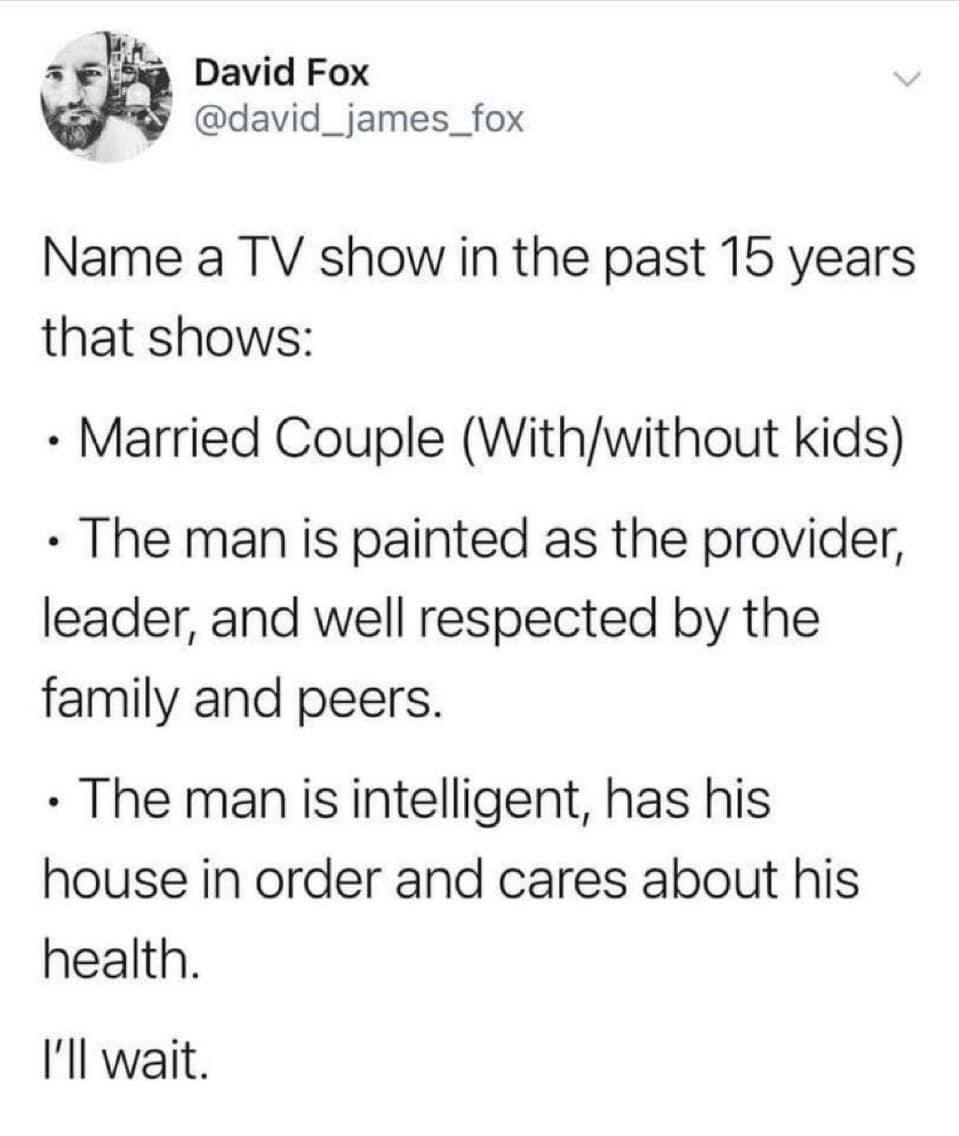 David Fox
@david_james_fox
Name a TV show in the past 15 years
that shows:
• Married Couple (With/without kids)
• The man is painted as the provider,
leader, and well respected by the
family and peers.
• The man is intelligent, has his
house in order and cares about his
health.
I'll wait.